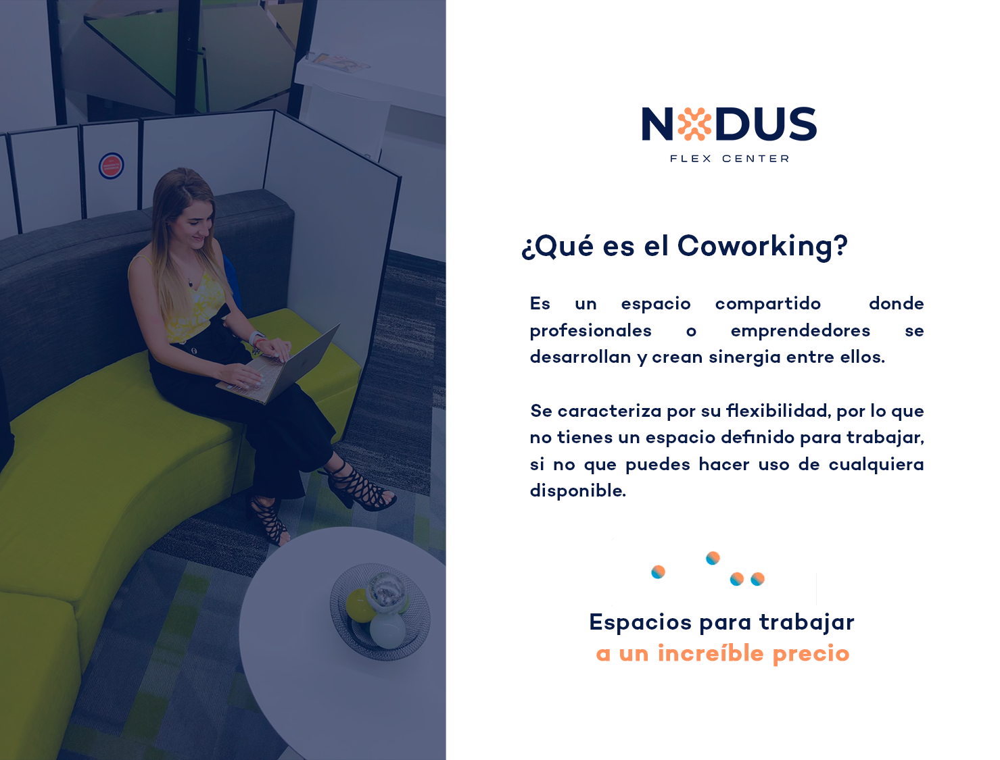 NODUS
FLEX CENTER
¿Qué es el Coworking?
Es un espacio compartido donde
profesionales o emprendedores se
desarrollan y crean sinergia entre ellos.
Se caracteriza por su flexibilidad, por lo que
no tienes un espacio definido para trabajar,
si no que puedes hacer uso de cualquiera
disponible.
Espacios para trabajar
a un increíble precio